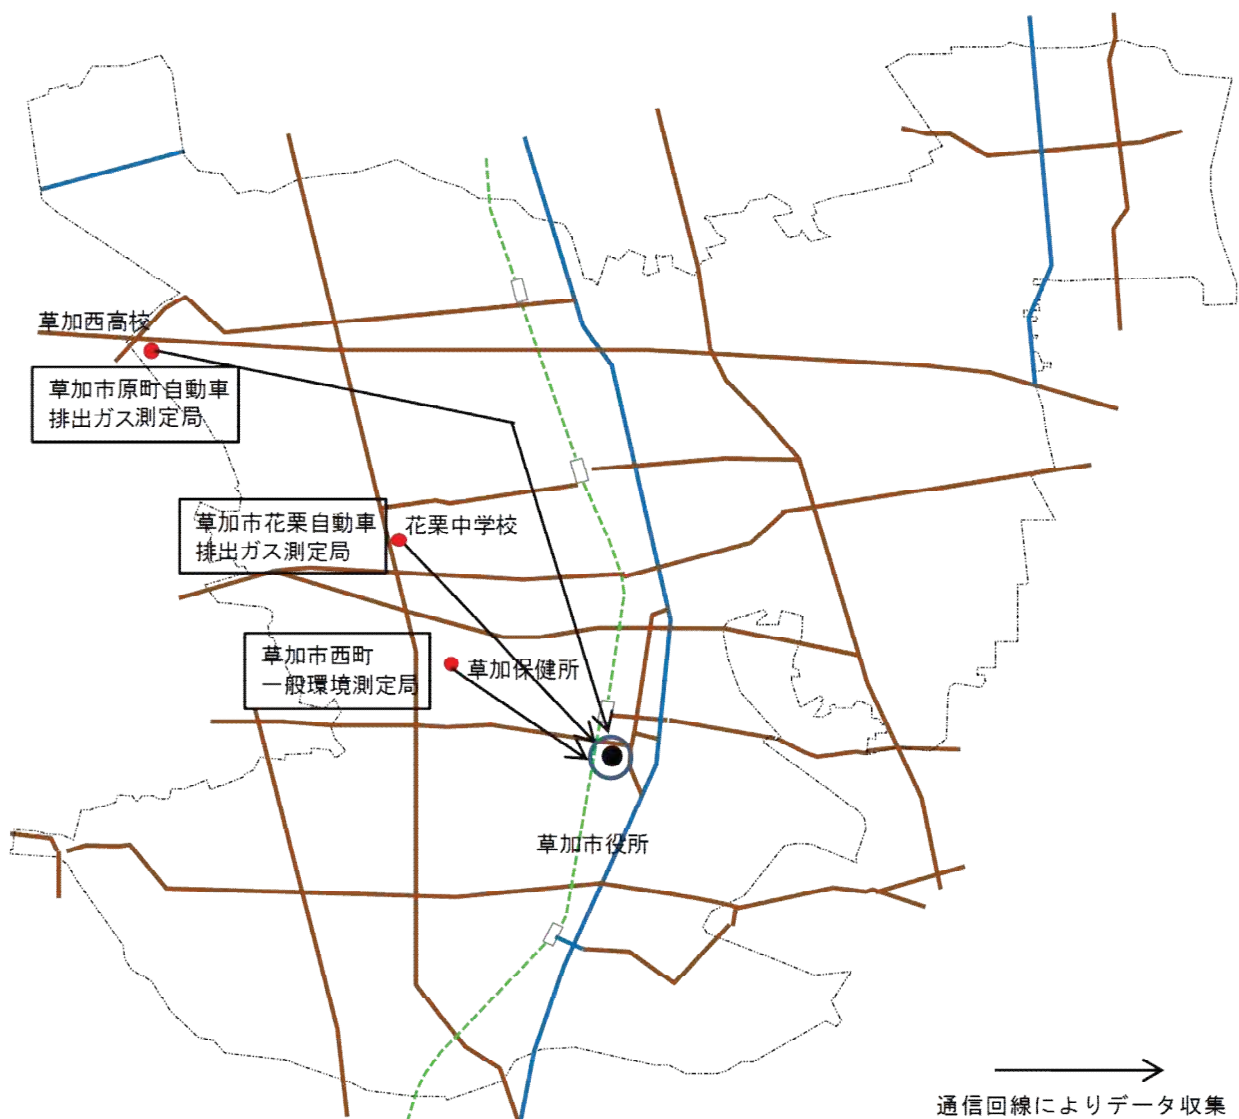 草加西高校
草加市原町自動車
排出ガス測定局
草加市花栗自動車
排出ガス測定局
花栗中学校
草加市西町
一般環境測定局
草加保健所
草加市役所
通信回線によりデータ収集